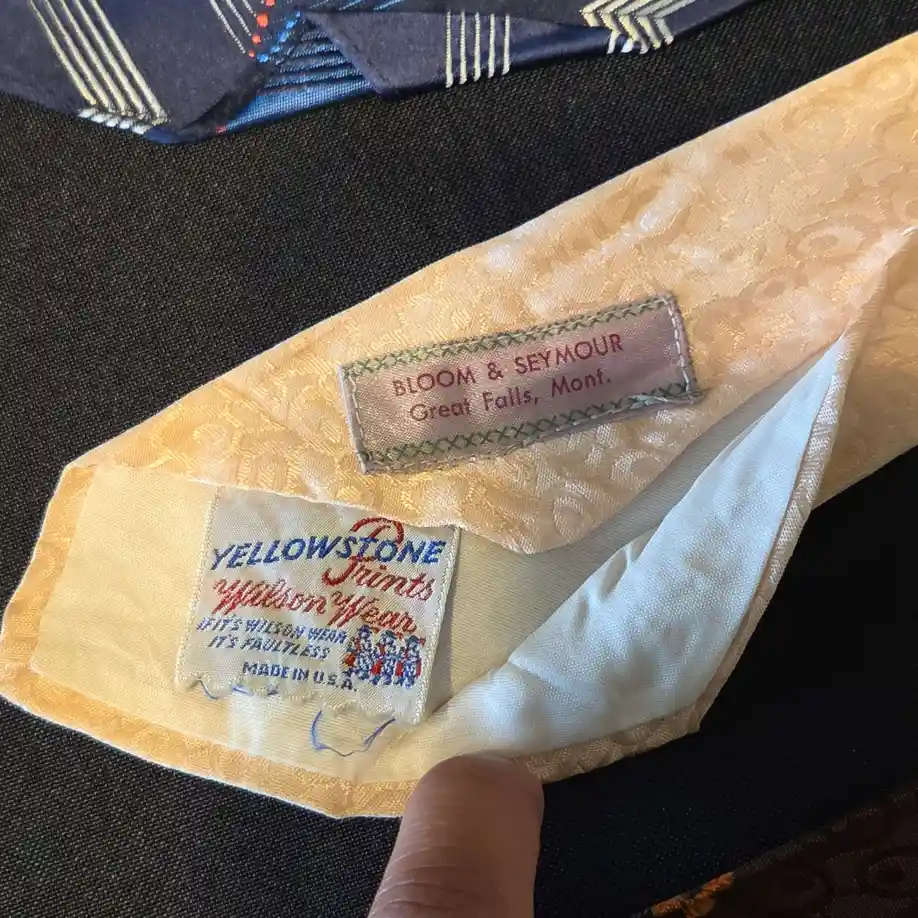 BLOOM & SEYMOUR
Great Falls, Mont.
YELLOWSTONE
Prints
Wilson Wear
IF IT'S WILSON WEAR
IT'S FAULTLESS
MADE IN U.S.A.